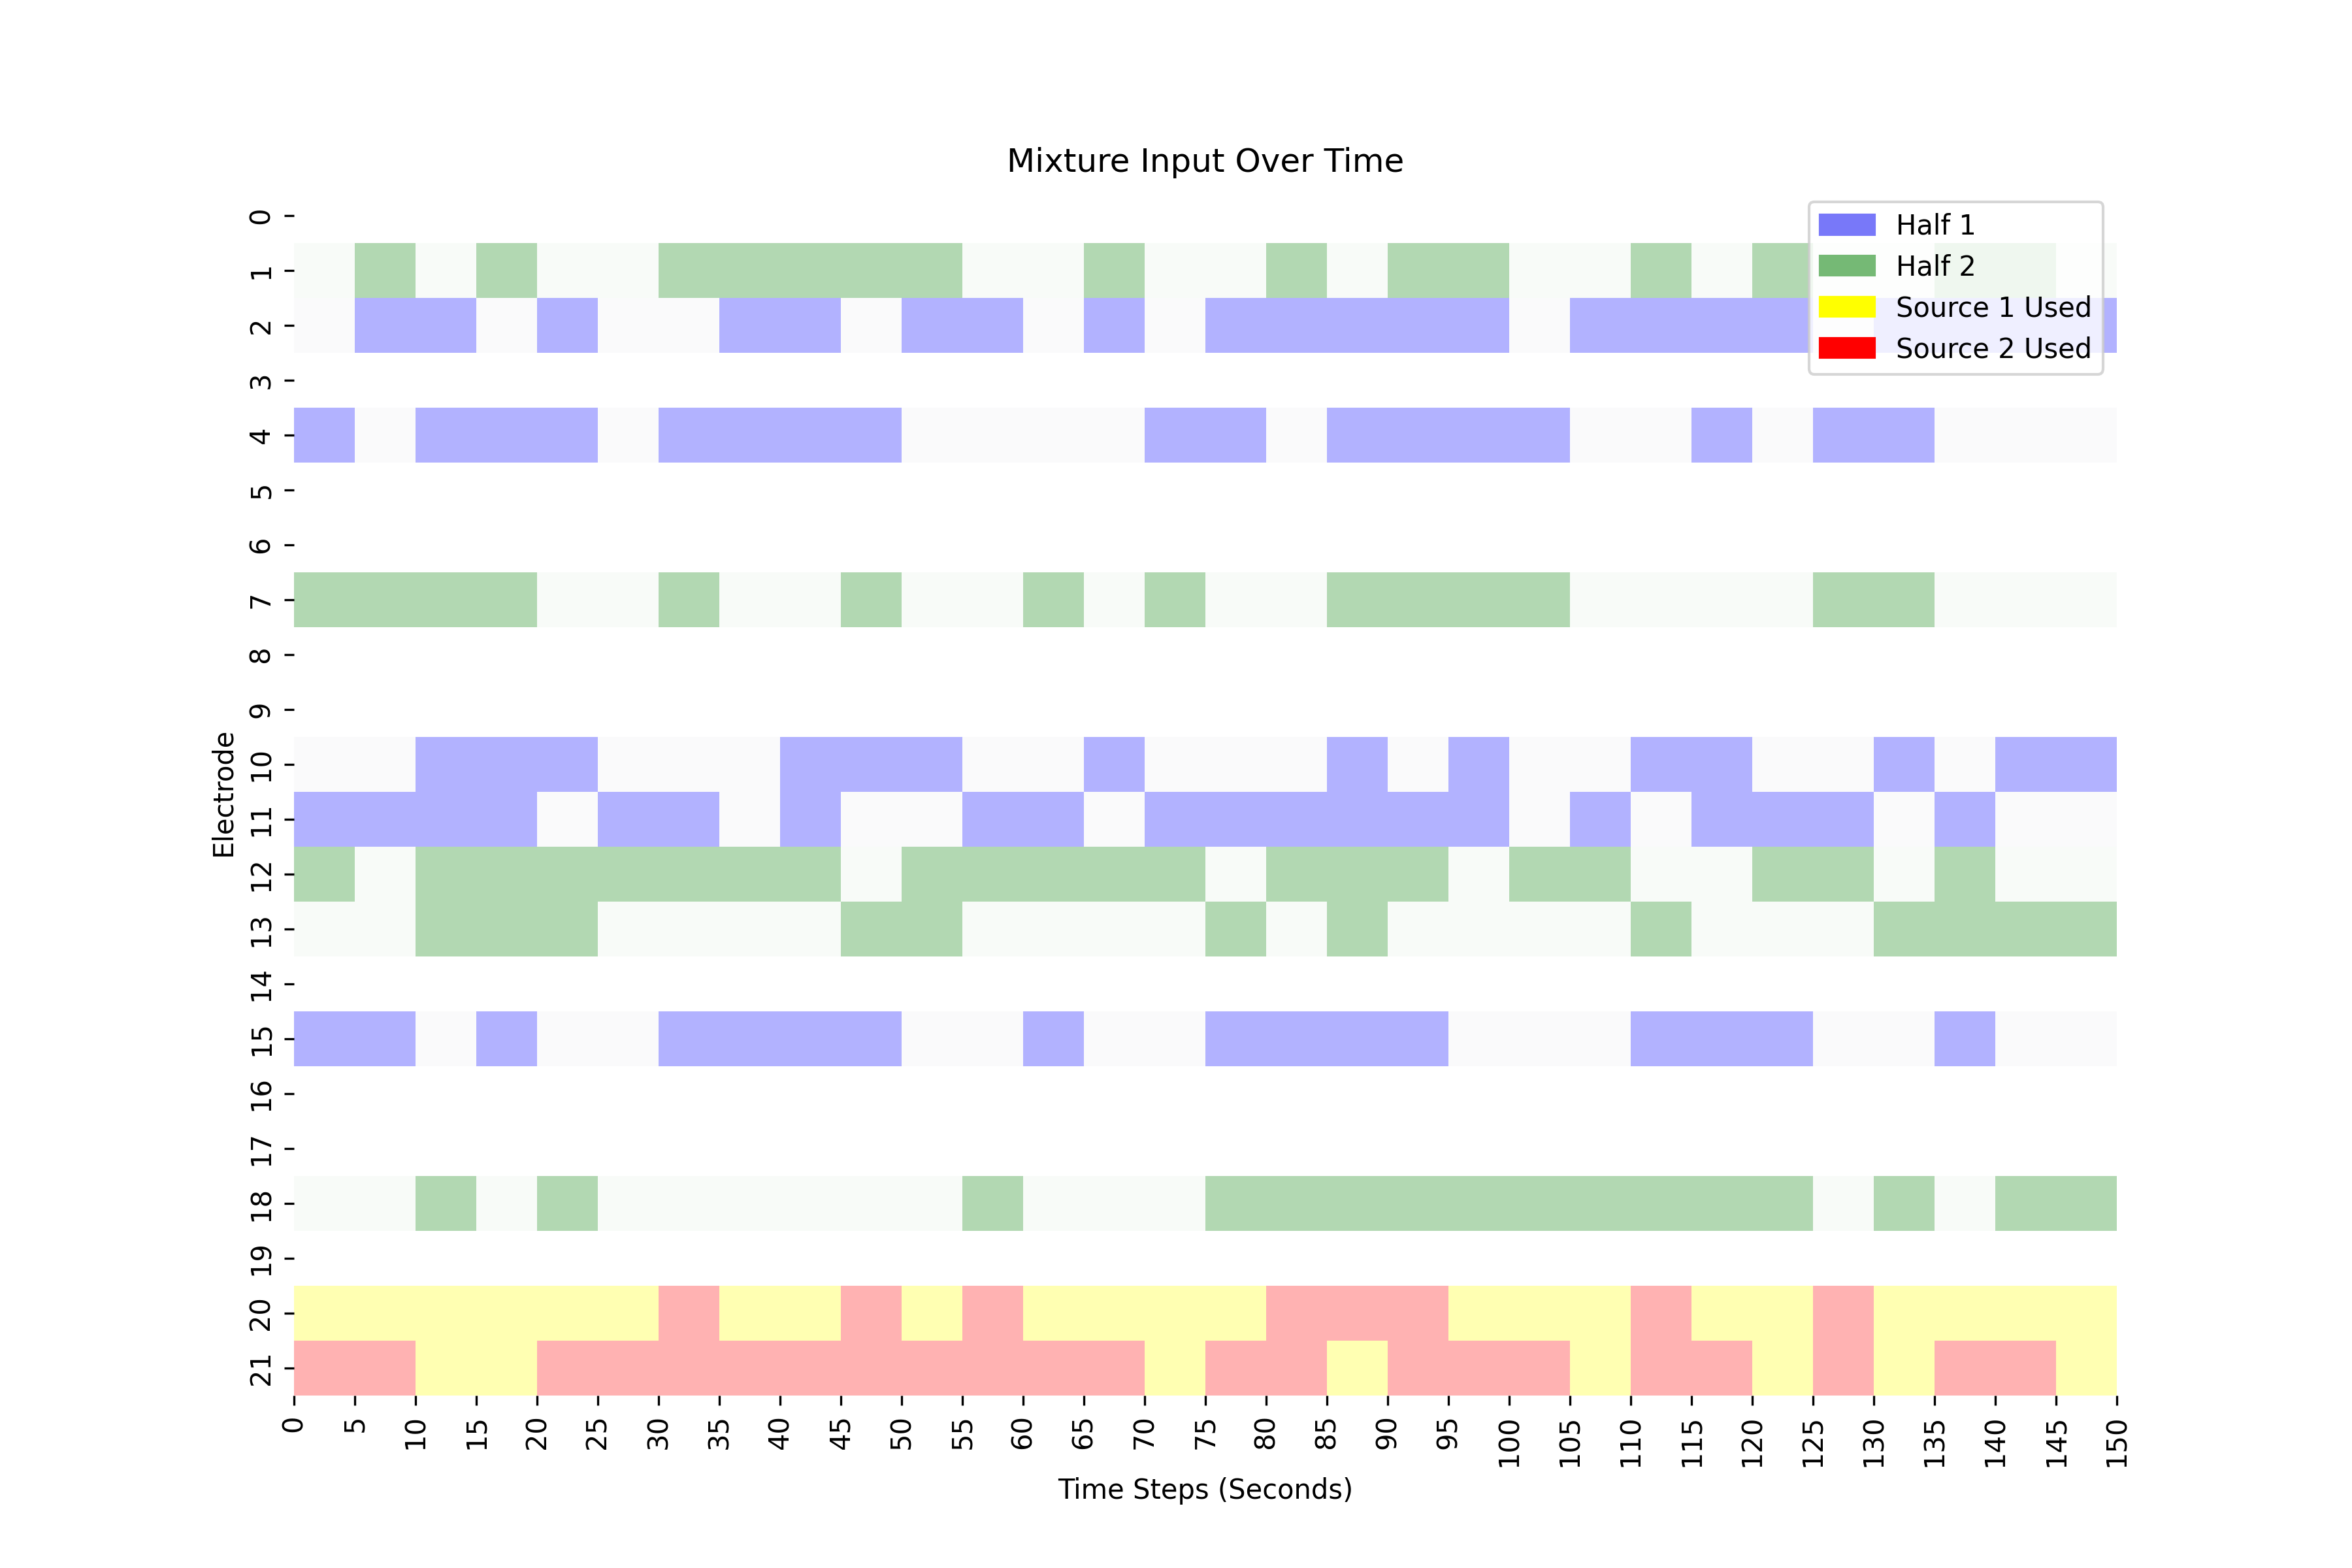 Mixture Input Over Time
Half 1
Half 2
Source 1 Used
Source 2 Used
Electrode
0
1
2
3
4
5
6
7
8
9
10
11
12
13
14
15
16
17
18
19
20
21
0 5 10 15 20 25 30 35 40 45 50 55 60 65 70 75 80 85 90 95 100 105 110 115 120 125 130 135 140 145 150
Time Steps (Seconds)